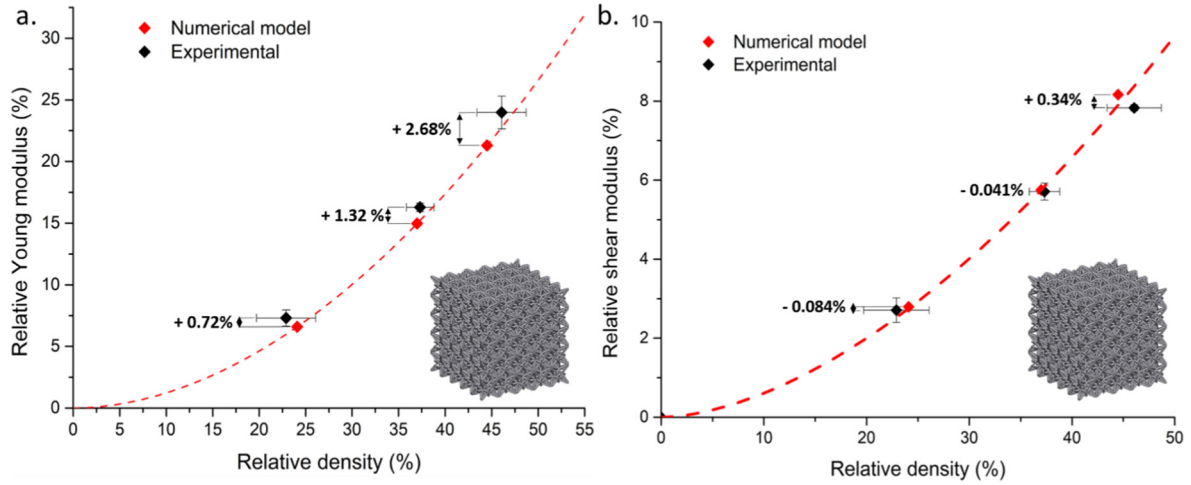 a.
Numerical model
Experimental
30
25
20
15
10
5
0
+ 2.68%
+ 1.32 %
+ 0.72%
0 5 10 15 20 25 30 35 40 45 50 55
Relative Young modulus (%)
Relative density (%)
b.
Numerical model
Experimental
10
8
6
4
2
0
+ 0.34%
- 0.041%
- 0.084%
0 10 20 30 40 50
Relative shear modulus (%)
Relative density (%)